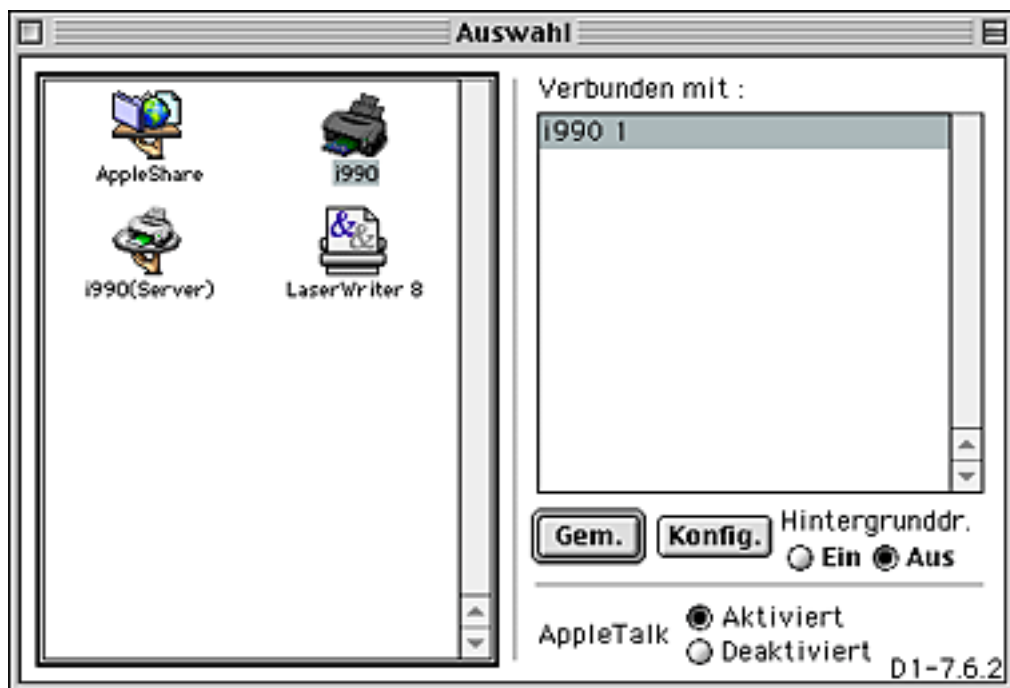 Auswahl
AppleShare
i990
i990(Server)
LaserWriter 8
Verbunden mit :
i990 1
Gem.
Konfig.
Hintergrunddr.
Ein
Aus
AppleTalk
Aktiviert
Deaktiviert
D1-7.6.2